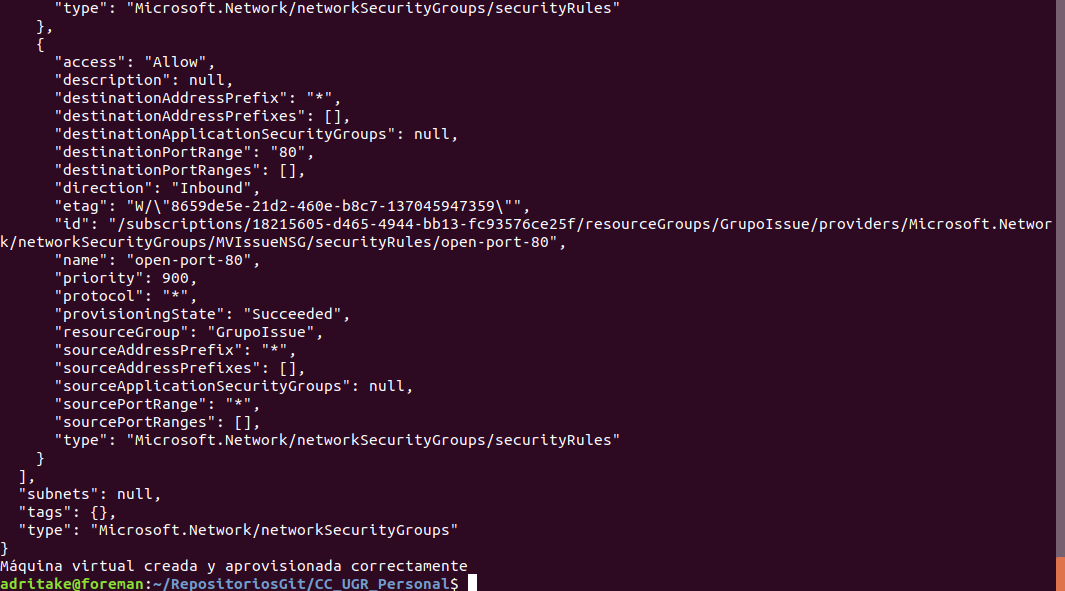 "type": "Microsoft.Network/networkSecurityGroups/securityRules"
},
{
"access": "Allow",
"description": null,
"destinationAddressPrefix": "*",
"destinationAddressPrefixes": [],
"destinationApplicationSecurityGroups": null,
"destinationPortRange": "80",
"destinationPortRanges": [],
"direction": "Inbound",
"etag": "W/\"8659de5e-21d2-460e-b8c7-137045947359\"",
"id": "/subscriptions/18215605-d465-4944-bb13-fc93576ce25f/resourceGroups/GrupoIssue/providers/Microsoft.Networ
k/networkSecurityGroups/MVIssueNSG/securityRules/open-port-80",
"name": "open-port-80",
"priority": 900,
"protocol": "*",
"provisioningState": "Succeeded",
"resourceGroup": "GrupoIssue",
"sourceAddressPrefix": "*",
"sourceAddressPrefixes": [],
"sourceApplicationSecurityGroups": null,
"sourcePortRange": "*",
"sourcePortRanges": [],
"type": "Microsoft.Network/networkSecurityGroups/securityRules"
}
],
"subnets": null,
"tags": {},
"type": "Microsoft.Network/networkSecurityGroups"
}
Máquina virtual creada y aprovisionada correctamente
adritake@foreman:~/RepositoriosGit/CC_UGR_Personal$